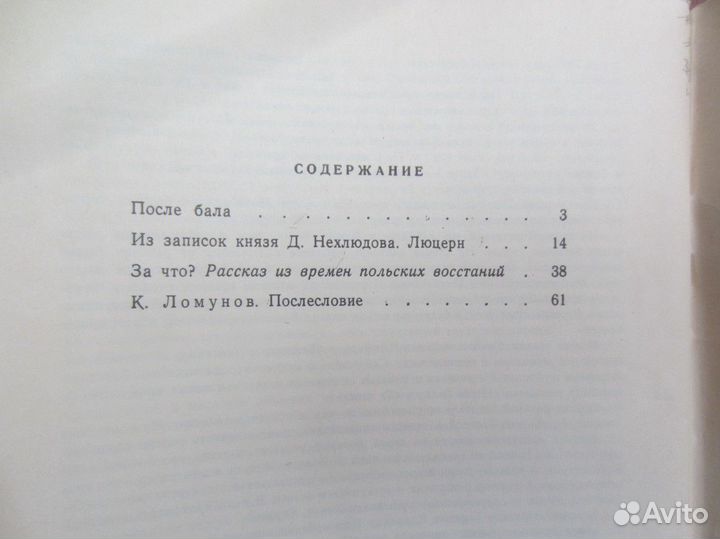 СОДЕРЖАНИЕ
После бала . . . . . . . . . . . . . . 3
Из записок князя Д. Нехлюдова. Люцерн . . . 14
За что? Рассказ из времен польских восстаний . 38
К. Ломунов. Послесловие . . . . . . . . 61
Avito